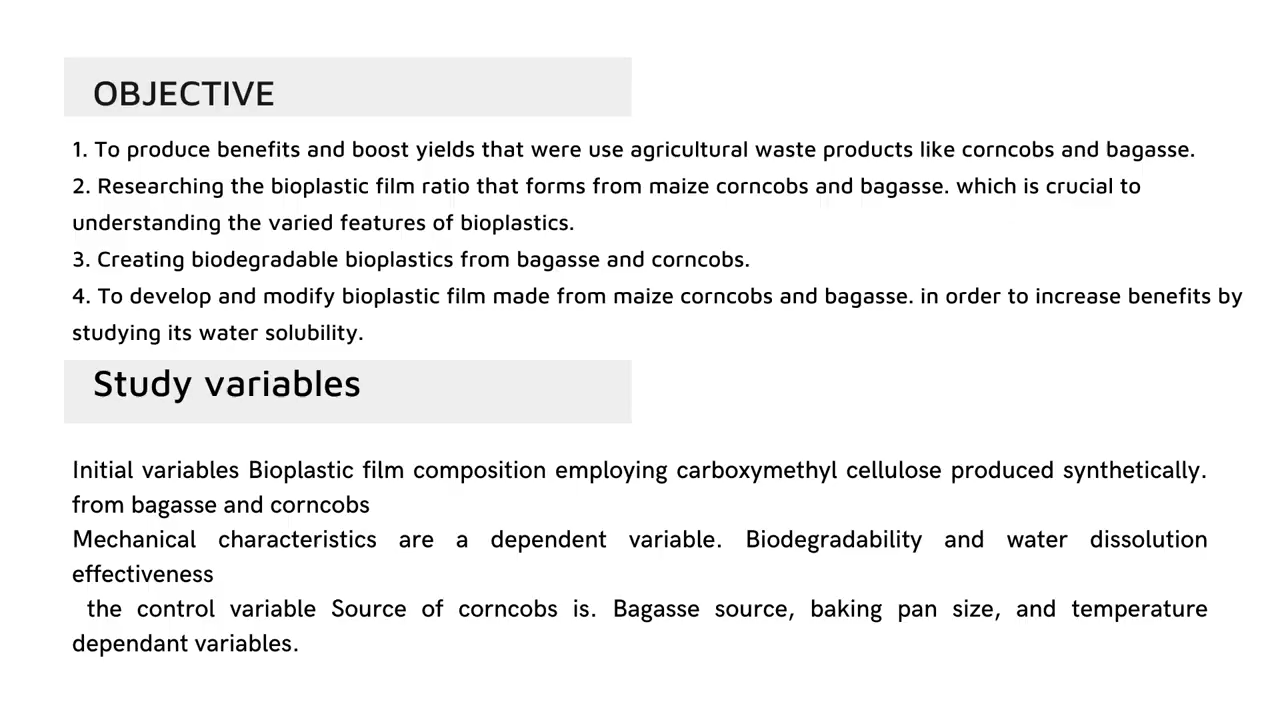 OBJECTIVE
1. To produce benefits and boost yields that were use agricultural waste products like corncobs and bagasse.
2. Researching the bioplastic film ratio that forms from maize corncobs and bagasse. which is crucial to
understanding the varied features of bioplastics.
3. Creating biodegradable bioplastics from bagasse and corncobs.
4. To develop and modify bioplastic film made from maize corncobs and bagasse. in order to increase benefits by
studying its water solubility.
Study variables
Initial variables Bioplastic film composition employing carboxymethyl cellulose produced synthetically.
from bagasse and corncobs
Mechanical characteristics are a dependent variable. Biodegradability and water dissolution
effectiveness
the control variable Source of corncobs is. Bagasse source, baking pan size, and temperature
dependant variables.